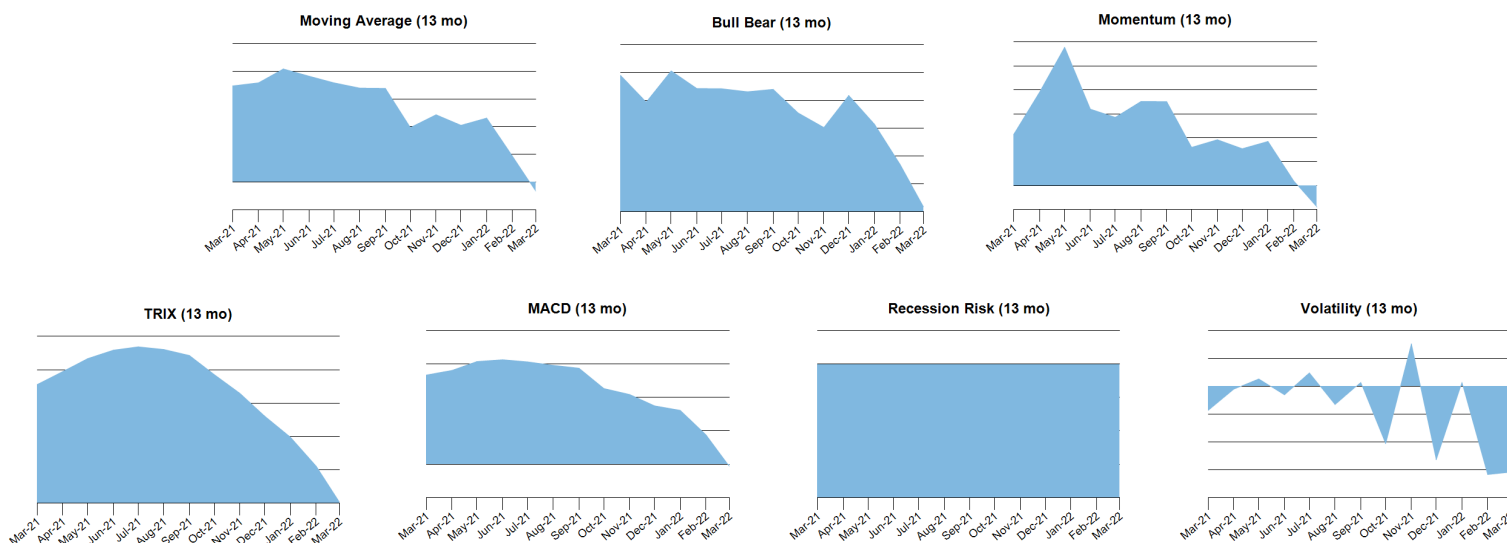 Moving Average (13 mo)
Mar-21 Apr-21 May-21 Jun-21 Jul-21 Aug-21 Sep-21 Oct-21 Nov-21 Dec-21 Jan-22 Feb-22 Mar-22
Bull Bear (13 mo)
Mar-21 Apr-21 May-21 Jun-21 Jul-21 Aug-21 Sep-21 Oct-21 Nov-21 Dec-21 Jan-22 Feb-22 Mar-22
Momentum (13 mo)
Mar-21 Apr-21 May-21 Jun-21 Jul-21 Aug-21 Sep-21 Oct-21 Nov-21 Dec-21 Jan-22 Feb-22 Mar-22
TRIX (13 mo)
Mar-21 Apr-21 May-21 Jun-21 Jul-21 Aug-21 Sep-21 Oct-21 Nov-21 Dec-21 Jan-22 Feb-22 Mar-22
MACD (13 mo)
Mar-21 Apr-21 May-21 Jun-21 Jul-21 Aug-21 Sep-21 Oct-21 Nov-21 Dec-21 Jan-22 Feb-22 Mar-22
Recession Risk (13 mo)
Mar-21 Apr-21 May-21 Jun-21 Jul-21 Aug-21 Sep-21 Oct-21 Nov-21 Dec-21 Jan-22 Feb-22 Mar-22
Volatility (13 mo)
Mar-21 Apr-21 May-21 Jun-21 Jul-21 Aug-21 Sep-21 Oct-21 Nov-21 Dec-21 Jan-22 Feb-22